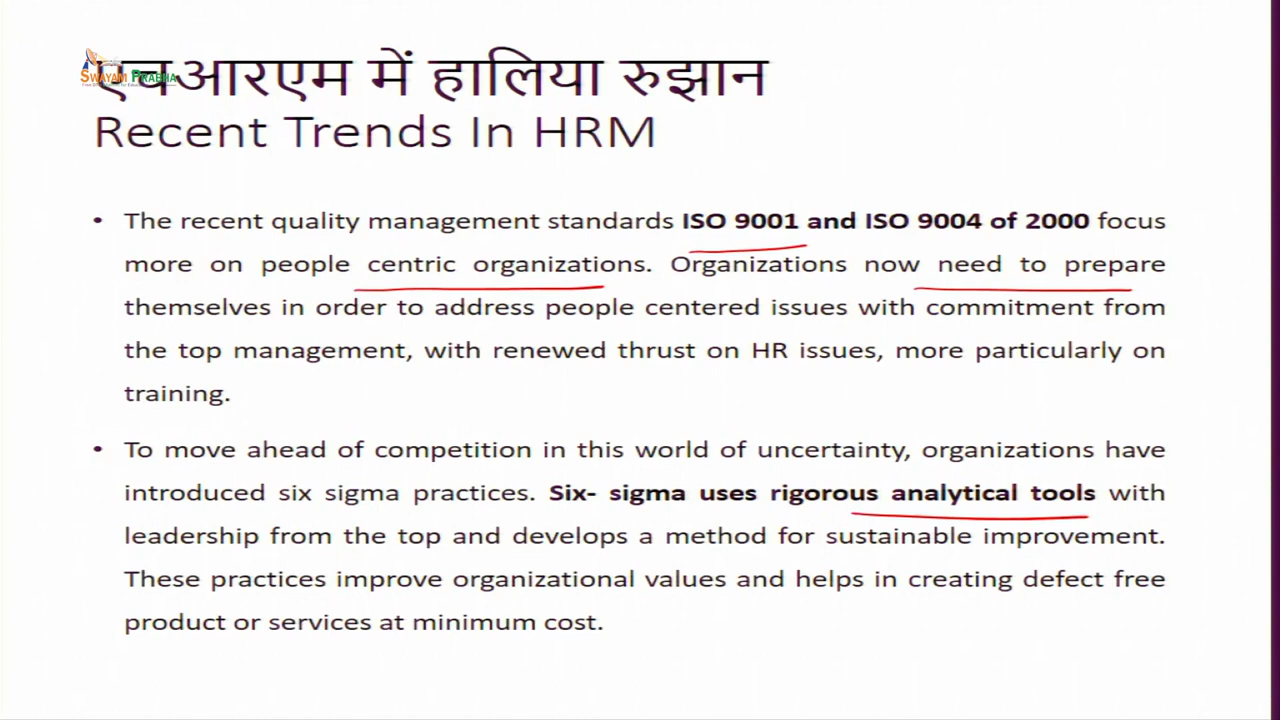 एचआरएम में हालिया रुझान
SWAYAM PRABHA
Recent Trends In HRM
• The recent quality management standards ISO 9001 and ISO 9004 of 2000 focus
more on people centric organizations. Organizations now need to prepare
themselves in order to address people centered issues with commitment from
the top management, with renewed thrust on HR issues, more particularly on
training.
• To move ahead of competition in this world of uncertainty, organizations have
introduced six sigma practices. Six- sigma uses rigorous analytical tools with
leadership from the top and develops a method for sustainable improvement.
These practices improve organizational values and helps in creating defect free
product or services at minimum cost.